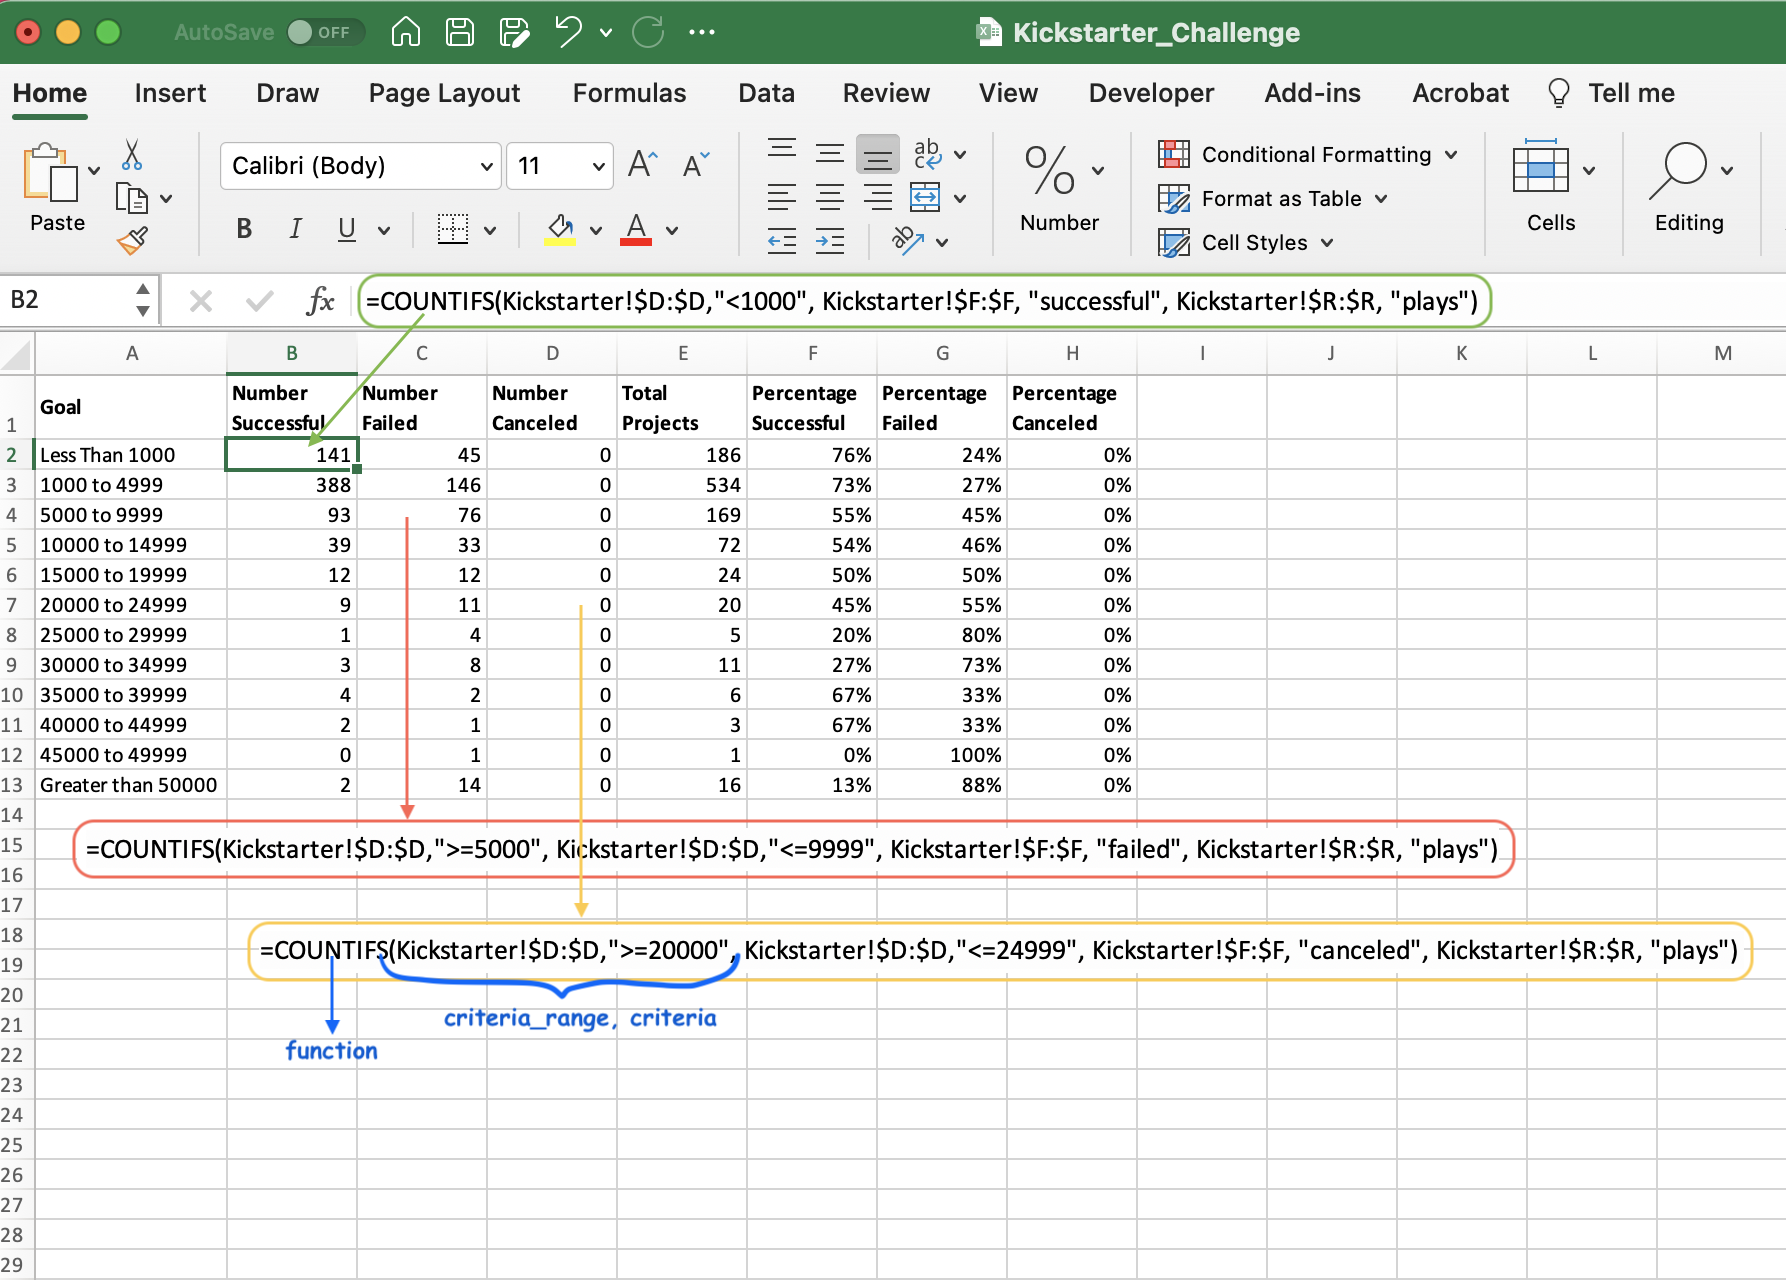 AutoSave OFF Kickstarter_Challenge
Home Insert Draw Page Layout Formulas Data Review View Developer Add-ins Acrobat Tell me
Paste
Calibri (Body) 11
B I U
Number
Conditional Formatting
Format as Table
Cell Styles
Cells
Editing
B2 fx =COUNTIFS(Kickstarter!$D:$D,"<1000", Kickstarter!$F:$F, "successful", Kickstarter!$R:$R, "plays")
A B C D E F G H I J K L M
1 Goal Number Successful Number Failed Number Canceled Total Projects Percentage Successful Percentage Failed Percentage Canceled
2 Less Than 1000 141 45 0 186 76% 24% 0%
3 1000 to 4999 388 146 0 534 73% 27% 0%
4 5000 to 9999 93 76 0 169 55% 45% 0%
5 10000 to 14999 39 33 0 72 54% 46% 0%
6 15000 to 19999 12 12 0 24 50% 50% 0%
7 20000 to 24999 9 11 0 20 45% 55% 0%
8 25000 to 29999 1 4 0 5 20% 80% 0%
9 30000 to 34999 3 8 0 11 27% 73% 0%
10 35000 to 39999 4 2 0 6 67% 33% 0%
11 40000 to 44999 2 1 0 3 67% 33% 0%
12 45000 to 49999 0 1 0 1 0% 100% 0%
13 Greater than 50000 2 14 0 16 13% 88% 0%
14
15 =COUNTIFS(Kickstarter!$D:$D,">=5000", Kickstarter!$D:$D,"<=9999", Kickstarter!$F:$F, "failed", Kickstarter!$R:$R, "plays")
16
17
18 =COUNTIFS(Kickstarter!$D:$D,">=20000", Kickstarter!$D:$D,"<=24999", Kickstarter!$F:$F, "canceled", Kickstarter!$R:$R, "plays")
19
20
21 criteria_range, criteria
22 function
23
24
25
26
27
28
29